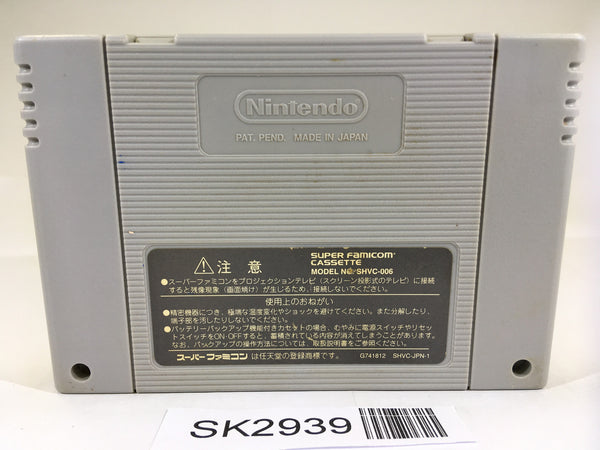 Nintendo
PAT. PEND. MADE IN JAPAN
⚠注意
SUPER FAMICOM
CASSETTE
MODEL NO SHVC-006
●スーパーファミコンをプロジェクションテレビ（スクリーン投影式のテレビ）に接続
すると残像現象（画面焼け）が生じるため、接続しないでください。
使用上のおねがい
●精密機器につき、極端な温度変化やショックを避けてください。また分解したり、
端子部を汚したりしないでください。
●バッテリーバックアップ機能付きカセットの場合、むやみに電源スイッチやリセッ
トスイッチをON・OFFすると、蓄積されている内容が消えてしまうことがあります。
なお、バックアップの操作方法については、取扱説明書をご参照ください。
スーパーファミコン は任天堂の登録商標です。
G741812 SHVC-JPN-1
SK2939